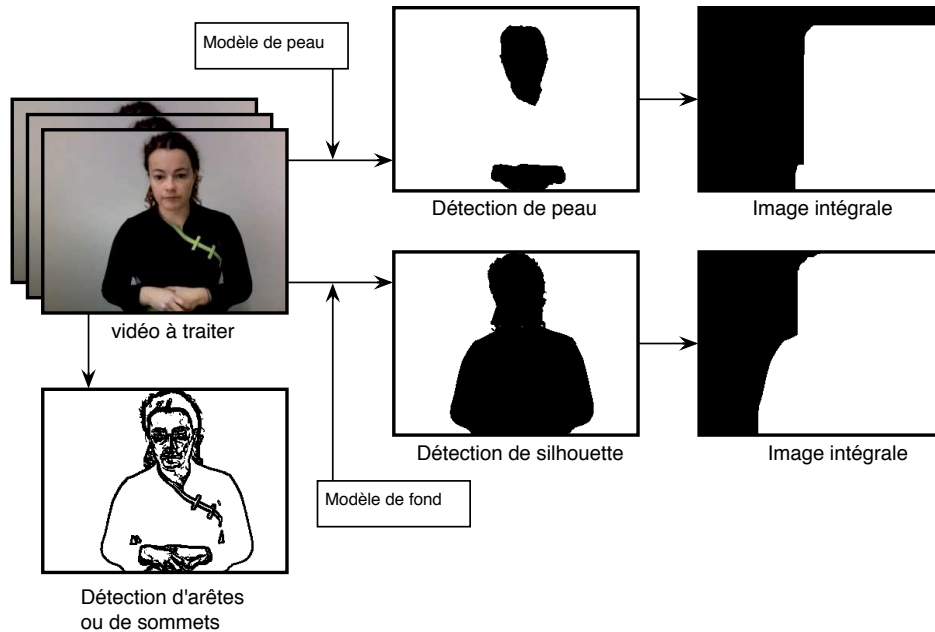 Modèle de peau
Détection de peau
Image intégrale
vidéo à traiter
Détection de silhouette
Image intégrale
Modèle de fond
Détection d'arêtes
ou de sommets